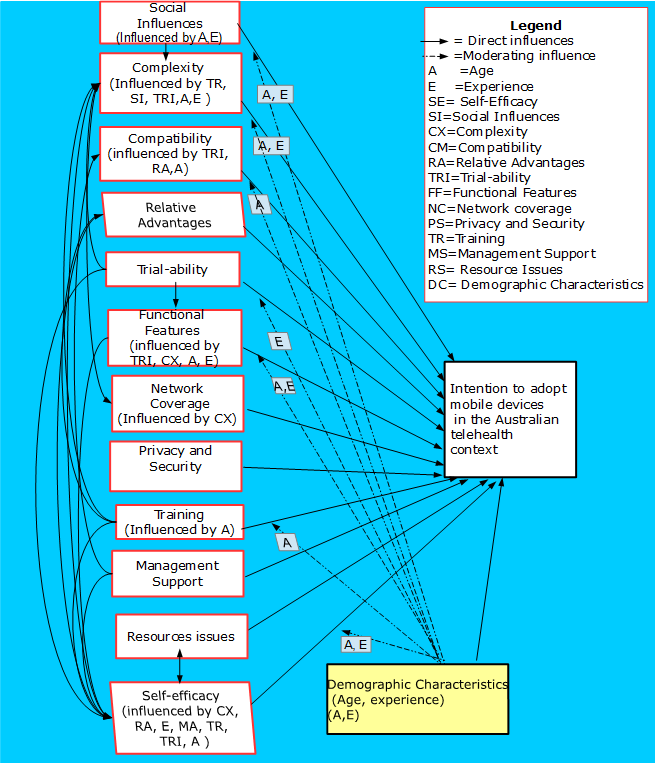 Social
Influences
(Influenced by A,E)
Complexity
(Influenced by TR,
SI, TRI,A,E )
Compatibility
(influenced by TRI,
RA,A)
Relative
Advantages
Trial-ability
Functional
Features
(influenced by
TRI, CX, A, E)
Network
Coverage
(Influenced by CX)
Privacy and
Security
Training
(Influenced by A)
Management
Support
Resources issues
Self-efficacy
(influenced by CX,
RA, E, MA, TR,
TRI, A )
A, E
A, E
A
E
A,E
A
A, E
Demographic Characteristics
(Age, experience)
(A,E)
Intention to adopt
mobile devices
in the Australian
telehealth
context
Legend
= Direct influences
=Moderating influence
A =Age
E =Experience
SE= Self-Efficacy
SI=Social Influences
CX=Complexity
CM=Compatibility
RA=Relative Advantages
TRI=Trial-ability
FF=Functional Features
NC=Network coverage
PS=Privacy and Security
TR=Training
MS=Management Support
RS= Resource Issues
DC= Demographic Characteristics